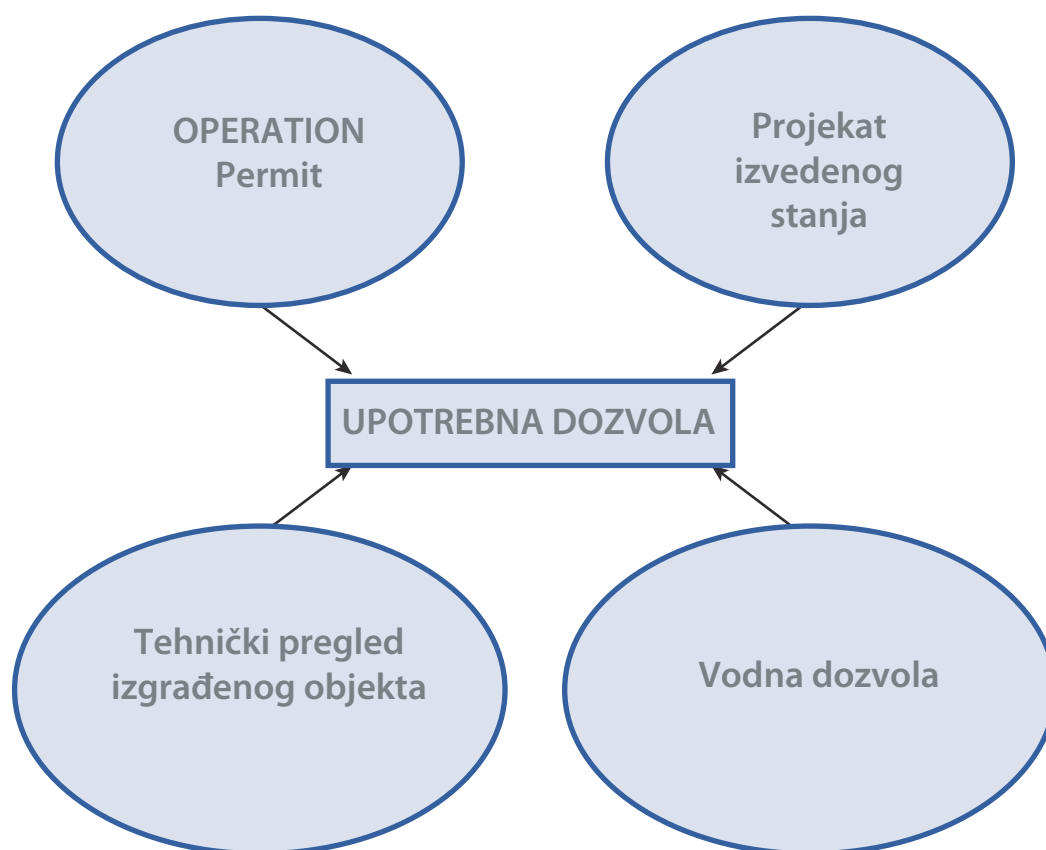 OPERATION
Permit
Projekat
izvedenog
stanja
UPOTREBNA DOZVOLA
Tehnički pregled
izgrađenog objekta
Vodna dozvola